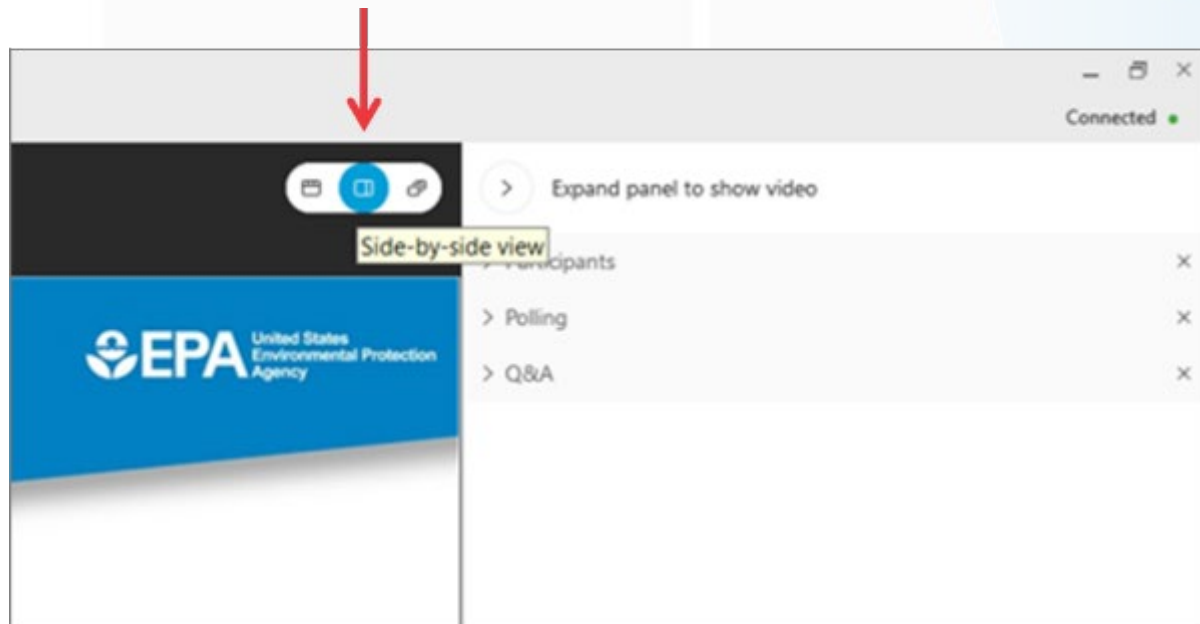 Connected
Expand panel to show video
Side-by-side view
Participants
Polling
Q&A
EPA
United States
Environmental Protection
Agency